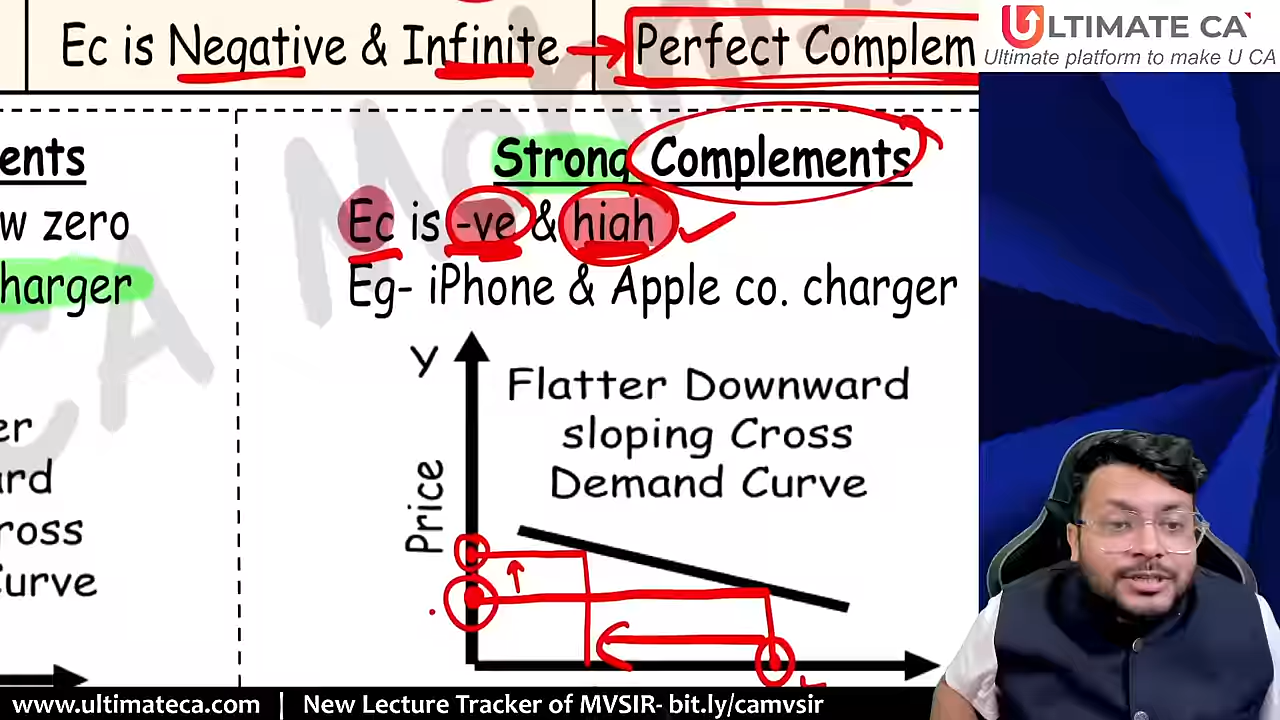 Ec is Negative & Infinite → Perfect Complem
ULTIMATE CA
Ultimate platform to make U CA
ents
w zero
harger
er
ard
ross
urve
Strong Complements
Ec is -ve & high
Eg- iPhone & Apple co. charger
Y
Flatter Downward
sloping Cross
Demand Curve
Price
www.ultimateca.com | New Lecture Tracker of MVSIR- bit.ly/camvsir